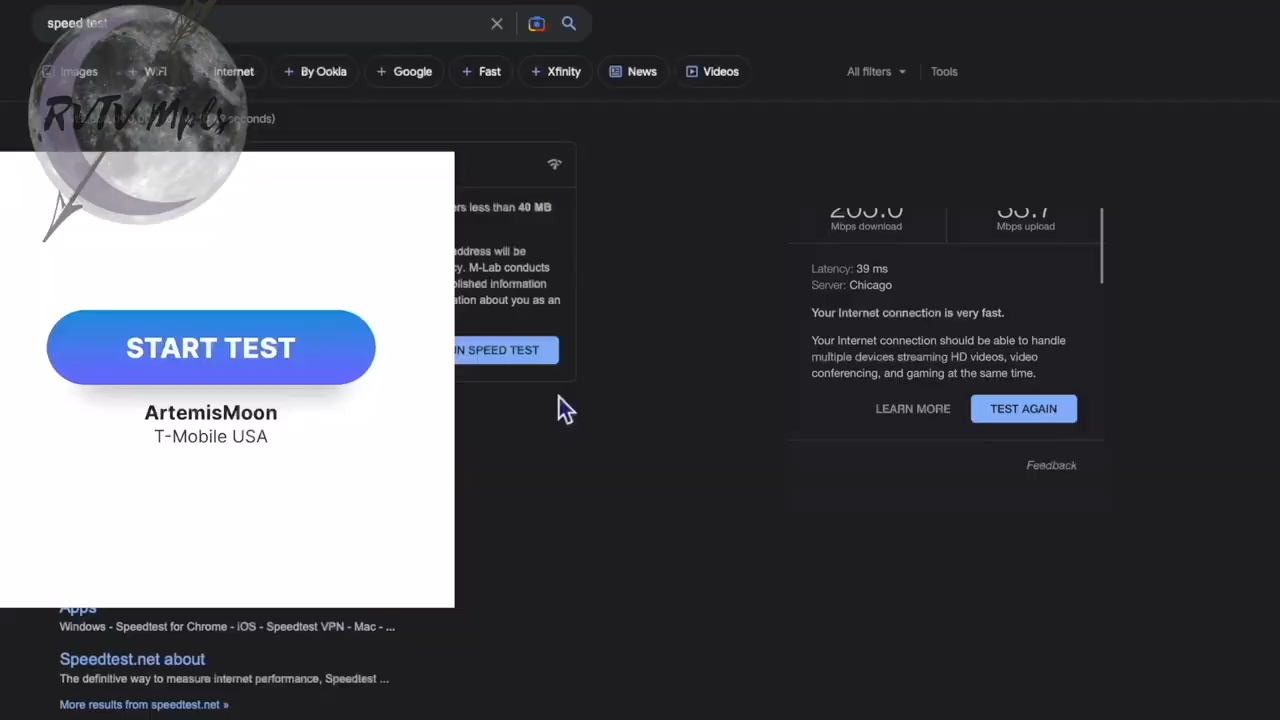 speed test
Images
WiFi
Internet
By Ookla
Google
Fast
Xfinity
News
Videos
All filters
Tools
RVTV Mpls
seconds)
ers less than 40 MB
address will be
cy. M-Lab conducts
blished information
ation about you as an
UN SPEED TEST
START TEST
ArtemisMoon
T-Mobile USA
Mbps download
Mbps upload
Latency: 39 ms
Server: Chicago
Your Internet connection is very fast.
Your Internet connection should be able to handle
multiple devices streaming HD videos, video
conferencing, and gaming at the same time.
LEARN MORE
TEST AGAIN
Feedback
Apps
Windows - Speedtest for Chrome - iOS - Speedtest VPN - Mac - ...
Speedtest.net about
The definitive way to measure internet performance, Speedtest ...
More results from speedtest.net »